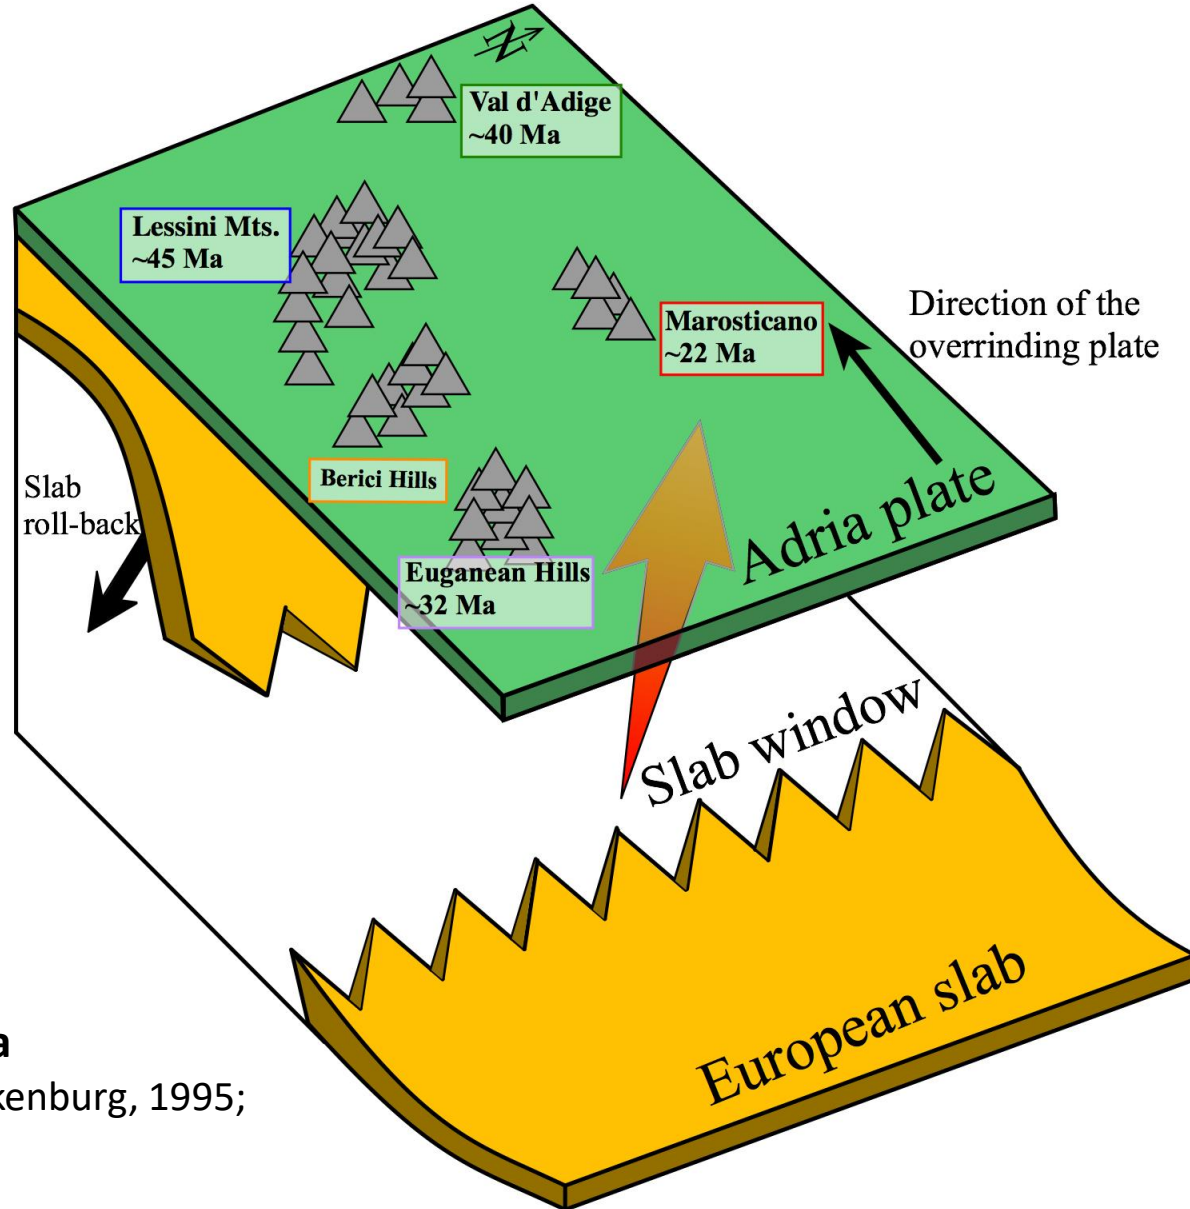 N
Val d'Adige
~40 Ma
Lessini Mts.
~45 Ma
Marosticano
~22 Ma
Direction of the
overrinding plate
Berici Hills
Slab
roll-back
Adria plate
Euganean Hills
~32 Ma
Slab window
European slab
a
kenburg, 1995;